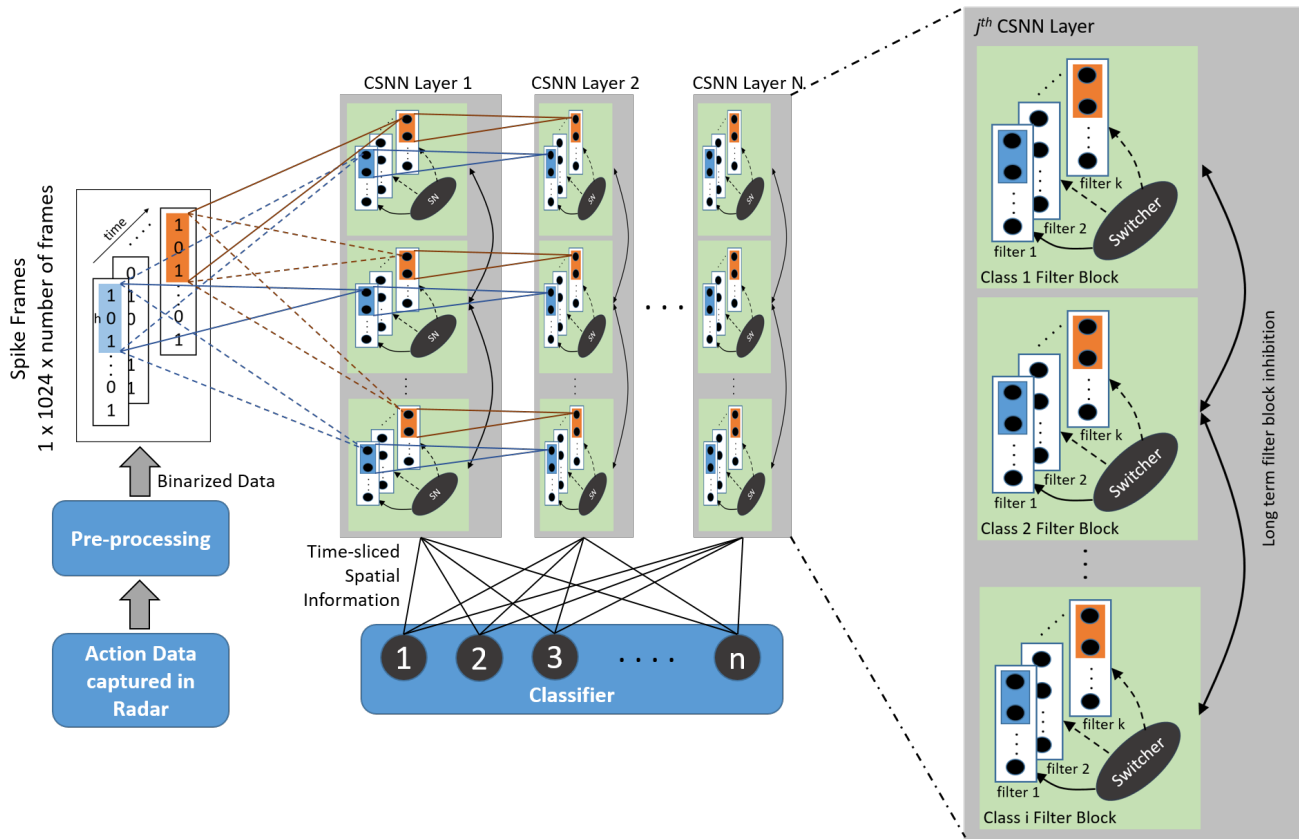 CSNN Layer 1
CSNN Layer 2
CSNN Layer N
Spike Frames
1 x 1024 x number of frames
time
1
0
1
0
1
h
1
0
1
0
1
0
1
0
1
1
SN
SN
SN
SN
SN
SN
SN
SN
SN
Binarized Data
Pre-processing
Action Data
captured in
Radar
Time-sliced
Spatial
Information
1
2
3
n
Classifier
jth CSNN Layer
filter 1
filter 2
filter k
Switcher
Class 1 Filter Block
filter 1
filter 2
filter k
Switcher
Class 2 Filter Block
filter 1
filter 2
filter k
Switcher
Class i Filter Block
Long term filter block inhibition